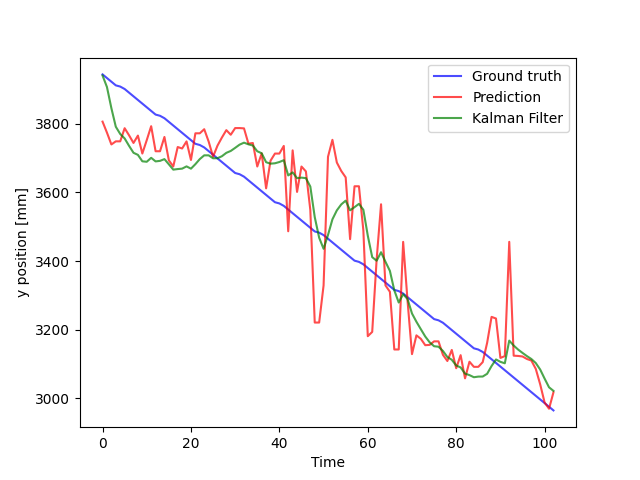 Ground truth
Prediction
Kalman Filter
y position [mm]
3800
3600
3400
3200
3000
0 20 40 60 80 100
Time